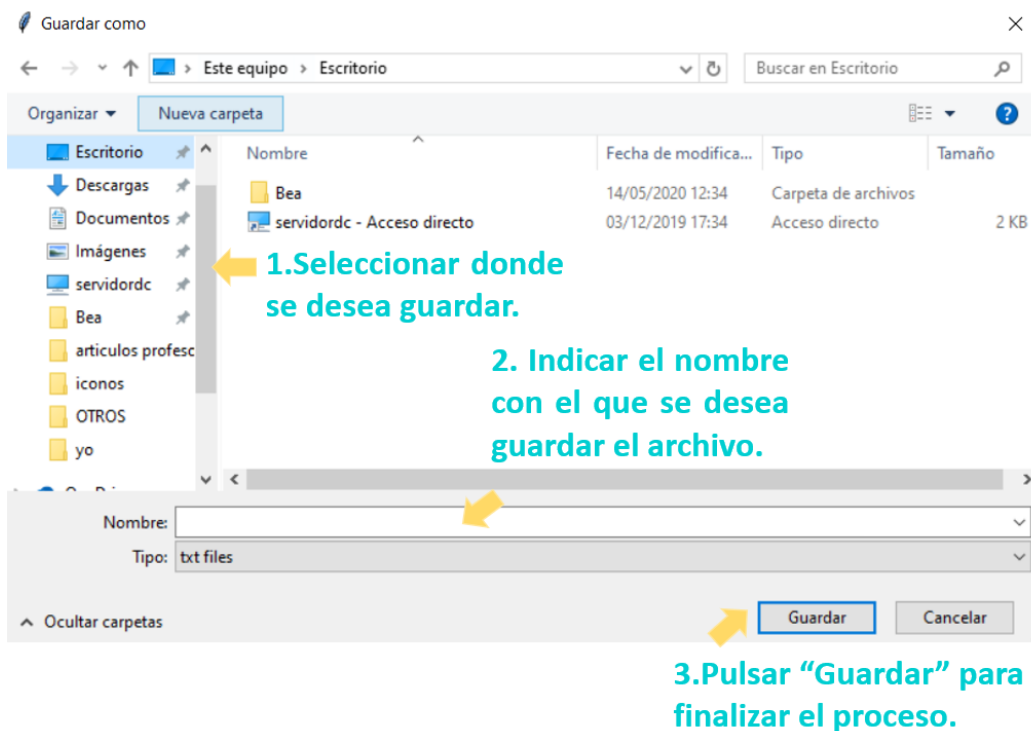 Guardar como
Este equipo > Escritorio
Buscar en Escritorio
Organizar
Nueva carpeta
?
Escritorio
Descargas
Documentos
Imágenes
servidordc
Bea
articulos profesc
iconos
OTROS
yo
Nombre
Fecha de modifica...
Tipo
Tamaño
Bea
14/05/2020 12:34
Carpeta de archivos
servidordc - Acceso directo
03/12/2019 17:34
Acceso directo
2 KB
1.Seleccionar donde
se desea guardar.
2. Indicar el nombre
con el que se desea
guardar el archivo.
Nombre:
Tipo:
txt files
Ocultar carpetas
Guardar
Cancelar
3.Pulsar “Guardar” para
finalizar el proceso.